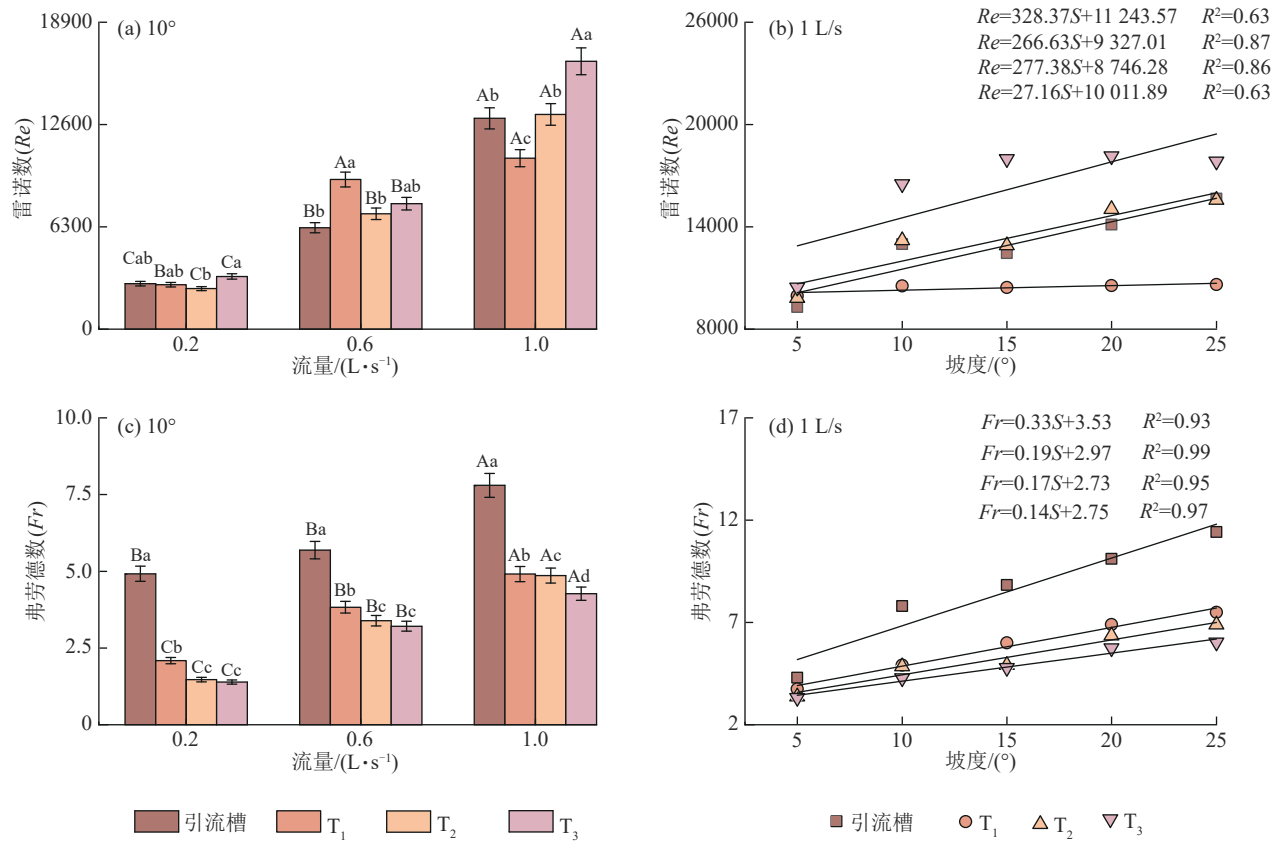 (a) 10°
18900
12600
6300
0
雷诺数(Re)
Cab Bab Cb Ca
Bb Aa Bb Bab
Ab Ac Ab Aa
0.2 0.6 1.0
流量/(L·s⁻¹)
(b) 1 L/s
Re=328.37S+11 243.57 R²=0.63
Re=266.63S+9 327.01 R²=0.87
Re=277.38S+8 746.28 R²=0.86
Re=27.16S+10 011.89 R²=0.63
26000
20000
14000
8000
雷诺数(Re)
5 10 15 20 25
坡度/(°)
(c) 10°
10.0
7.5
5.0
2.5
0.0
弗劳德数(Fr)
Ba Cb Cc Cc
Ba Bb Bc Bc
Aa Ab Ac Ad
0.2 0.6 1.0
流量/(L·s⁻¹)
(d) 1 L/s
Fr=0.33S+3.53 R²=0.93
Fr=0.19S+2.97 R²=0.99
Fr=0.17S+2.73 R²=0.95
Fr=0.14S+2.75 R²=0.97
17
12
7
2
弗劳德数(Fr)
5 10 15 20 25
坡度/(°)
引流槽 T₁ T₂ T₃
引流槽 T₁ T₂ T₃